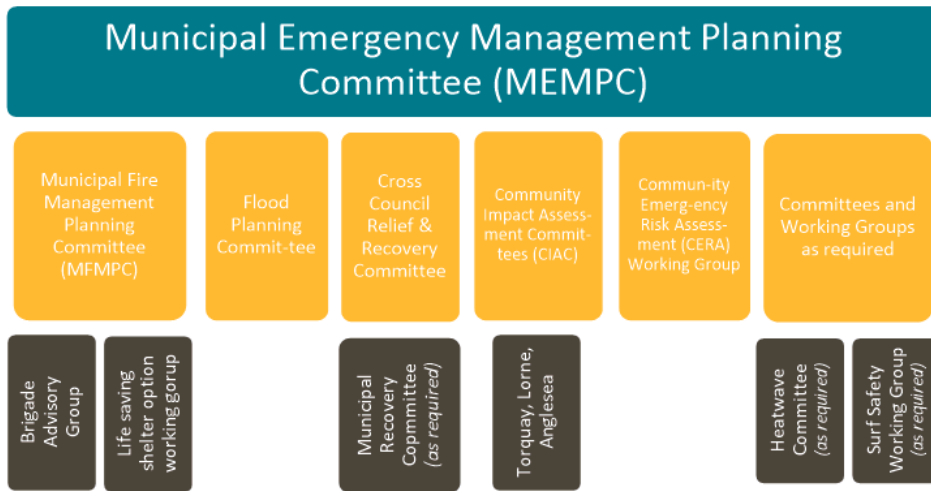 Municipal Emergency Management Planning
Committee (MEMPC)
Municipal Fire
Management
Planning
Committee
(MFMPC)
Flood
Planning
Commit-tee
Cross
Council
Relief &
Recovery
Committee
Community
Impact Assess-
ment Commit-
tees (CIAC)
Commun-ity
Emerg-ency
Risk Assess-
ment (CERA)
Working Group
Committees and
Working Groups
as required
Brigade
Advisory
Group
Life saving
shelter option
working gorup
Municipal
Recovery
Copmmittee
(as required)
Torquay, Lorne,
Anglesea
Heatwave
Committee
(as required)
Surf Safety
Working Group
(as required)